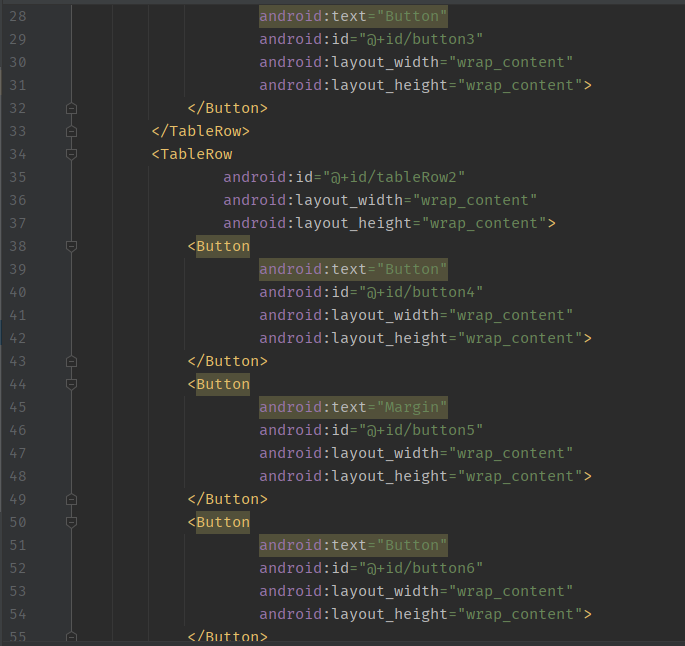 28 android:text="Button"
29 android:id="@+id/button3"
30 android:layout_width="wrap_content"
31 android:layout_height="wrap_content">
32 </Button>
33 </TableRow>
34 <TableRow
35 android:id="@+id/tableRow2"
36 android:layout_width="wrap_content"
37 android:layout_height="wrap_content">
38 <Button
39 android:text="Button"
40 android:id="@+id/button4"
41 android:layout_width="wrap_content"
42 android:layout_height="wrap_content">
43 </Button>
44 <Button
45 android:text="Margin"
46 android:id="@+id/button5"
47 android:layout_width="wrap_content"
48 android:layout_height="wrap_content">
49 </Button>
50 <Button
51 android:text="Button"
52 android:id="@+id/button6"
53 android:layout_width="wrap_content"
54 android:layout_height="wrap_content">
55 </Button>